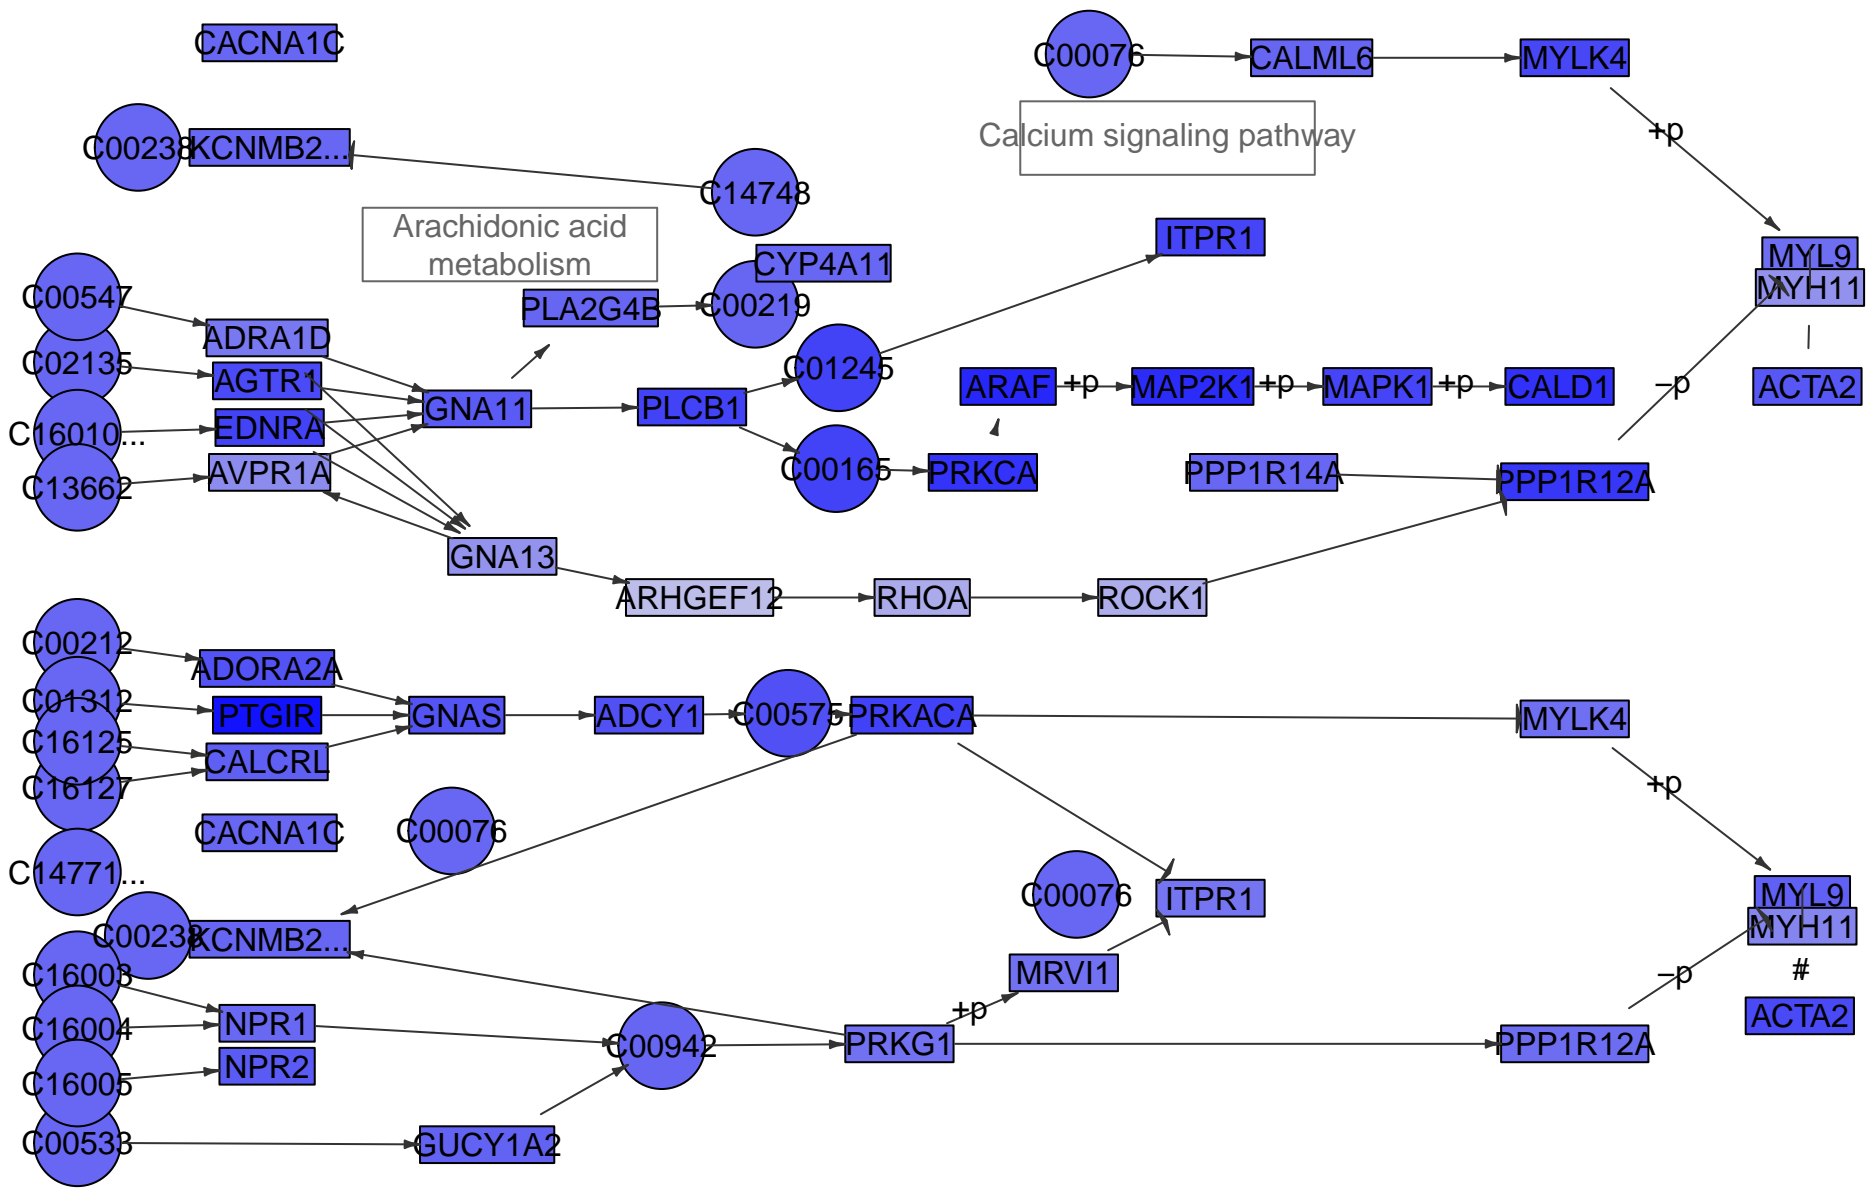 CACNA1C
C00076
CALML6
MYLK4
+p
Calcium signaling pathway
C00238
KCNMB2...
C14748
Arachidonic acid
metabolism
ITPR1
MYL9
MYH11
CYP4A11
C00219
PLA2G4B
C00547
ADRA1D
C02135
AGTR1
C01245
ARAF
+p
MAP2K1
+p
MAPK1
+p
CALD1
–p
ACTA2
GNA11
PLCB1
C16010...
EDNRA
C13662
AVPR1A
C00165
PRKCA
PPP1R14A
PPP1R12A
GNA13
ARHGEF12
RHOA
ROCK1
C00212
ADORA2A
C01312
PTGIR
GNAS
ADCY1
C00575
PRKACA
MYLK4
C16125
CALCRL
C16127
+p
CACNA1C
C00076
C14771...
C00076
ITPR1
MYL9
MYH11
C00238
KCNMB2...
C16003
MRVI1
–p
#
+p
ACTA2
C16004
NPR1
C00942
PRKG1
PPP1R12A
C16005
NPR2
C00533
GUCY1A2